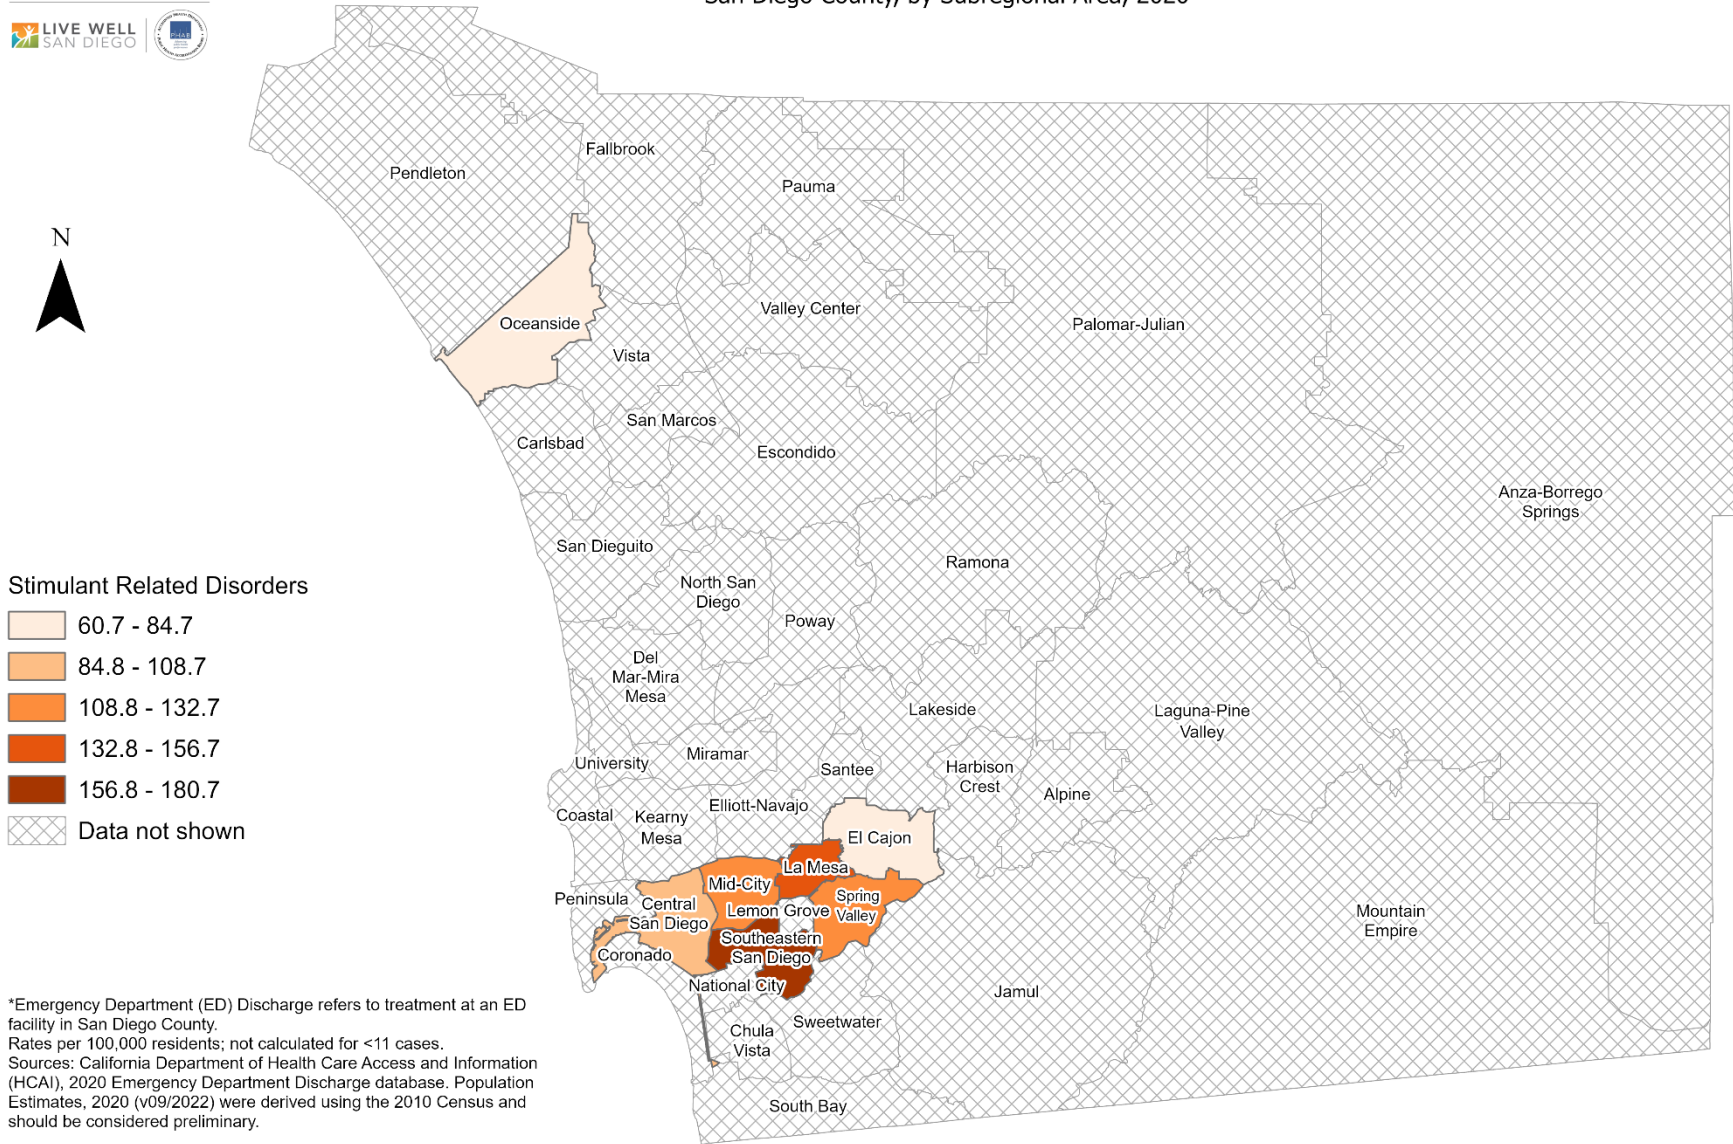 San Diego County, by Subregional Area, 2020
LIVE WELL
SAN DIEGO
PHAB
N
Fallbrook
Pendleton
Pauma
Oceanside
Valley Center
Palomar-Julian
Vista
San Marcos
Carlsbad
Escondido
Anza-Borrego
Springs
San Dieguito
Ramona
North San
Diego
Poway
Del
Mar-Mira
Mesa
Lakeside
Laguna-Pine
Valley
Miramar
University
Santee
Harbison
Crest
Alpine
Elliott-Navajo
Coastal
Kearny
Mesa
El Cajon
La Mesa
Mid-City
Peninsula
Central
San Diego
Spring
Valley
Lemon Grove
Southeastern
San Diego
Coronado
National City
Mountain
Empire
Jamul
Sweetwater
Chula
Vista
South Bay
Stimulant Related Disorders
60.7 - 84.7
84.8 - 108.7
108.8 - 132.7
132.8 - 156.7
156.8 - 180.7
Data not shown
*Emergency Department (ED) Discharge refers to treatment at an ED
facility in San Diego County.
Rates per 100,000 residents; not calculated for <11 cases.
Sources: California Department of Health Care Access and Information
(HCAI), 2020 Emergency Department Discharge database. Population
Estimates, 2020 (v09/2022) were derived using the 2010 Census and
should be considered preliminary.